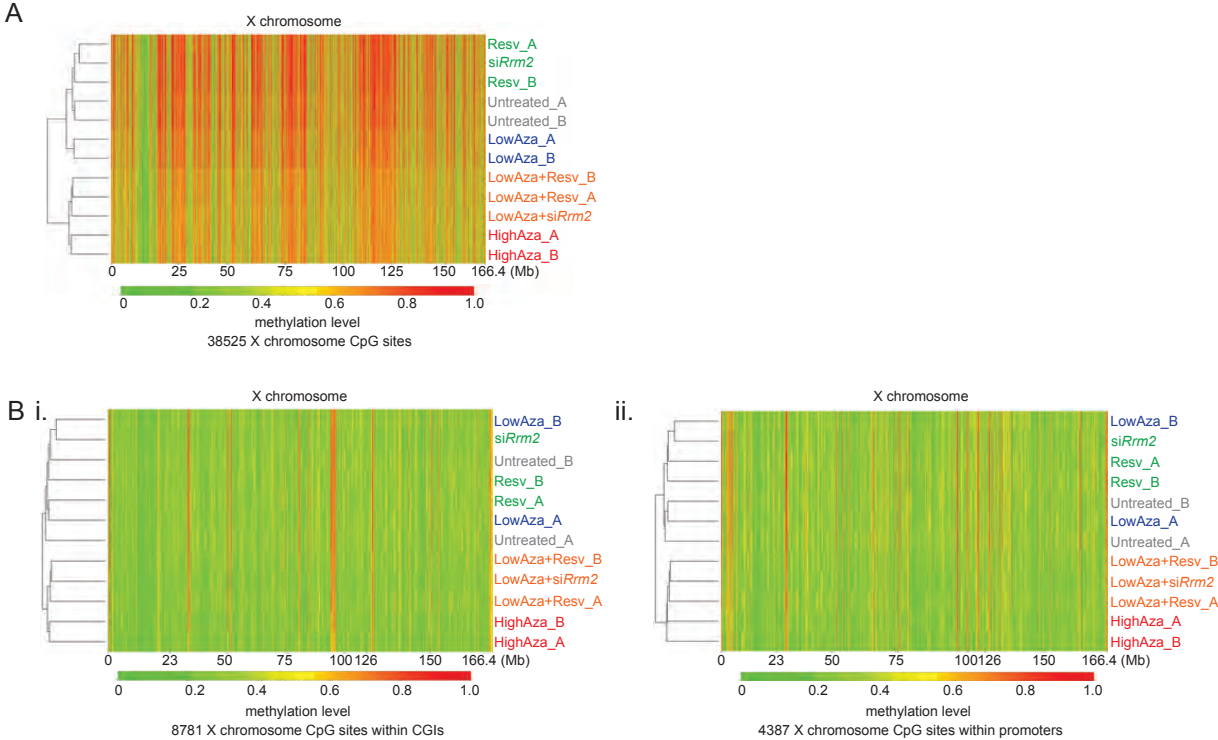 A
X chromosome
Resv_A
siRrm2
Resv_B
Untreated_A
Untreated_B
LowAza_A
LowAza_B
LowAza+Resv_B
LowAza+Resv_A
LowAza+siRrm2
HighAza_A
HighAza_B
0 25 50 75 100 125 150 166.4 (Mb)
0 0.2 0.4 0.6 0.8 1.0
methylation level
38525 X chromosome CpG sites
B i.
X chromosome
LowAza_B
siRrm2
Untreated_B
Resv_B
Resv_A
LowAza_A
Untreated_A
LowAza+Resv_B
LowAza+siRrm2
LowAza+Resv_A
HighAza_B
HighAza_A
0 23 50 75 100 126 150 166.4 (Mb)
0 0.2 0.4 0.6 0.8 1.0
methylation level
8781 X chromosome CpG sites within CGIs
ii.
X chromosome
LowAza_B
siRrm2
Resv_A
Resv_B
Untreated_B
LowAza_A
Untreated_A
LowAza+Resv_B
LowAza+siRrm2
LowAza+Resv_A
HighAza_A
HighAza_B
0 23 50 75 100 126 150 166.4 (Mb)
0 0.2 0.4 0.6 0.8 1.0
methylation level
4387 X chromosome CpG sites within promoters